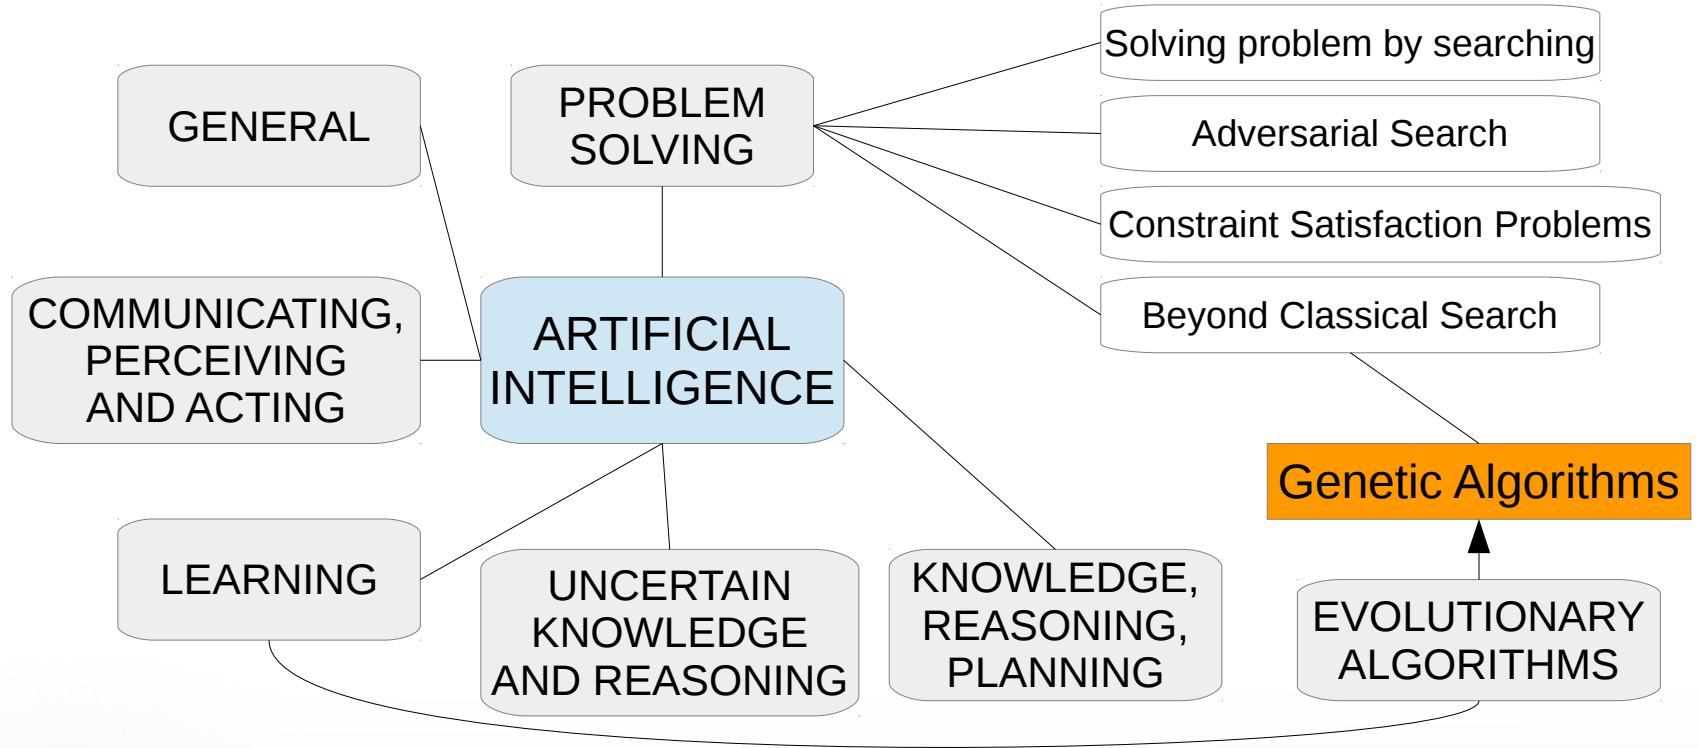 GENERAL
PROBLEM
SOLVING
Solving problem by searching
Adversarial Search
Constraint Satisfaction Problems
Beyond Classical Search
COMMUNICATING,
PERCEIVING
AND ACTING
ARTIFICIAL
INTELLIGENCE
Genetic Algorithms
LEARNING
UNCERTAIN
KNOWLEDGE
AND REASONING
KNOWLEDGE,
REASONING,
PLANNING
EVOLUTIONARY
ALGORITHMS